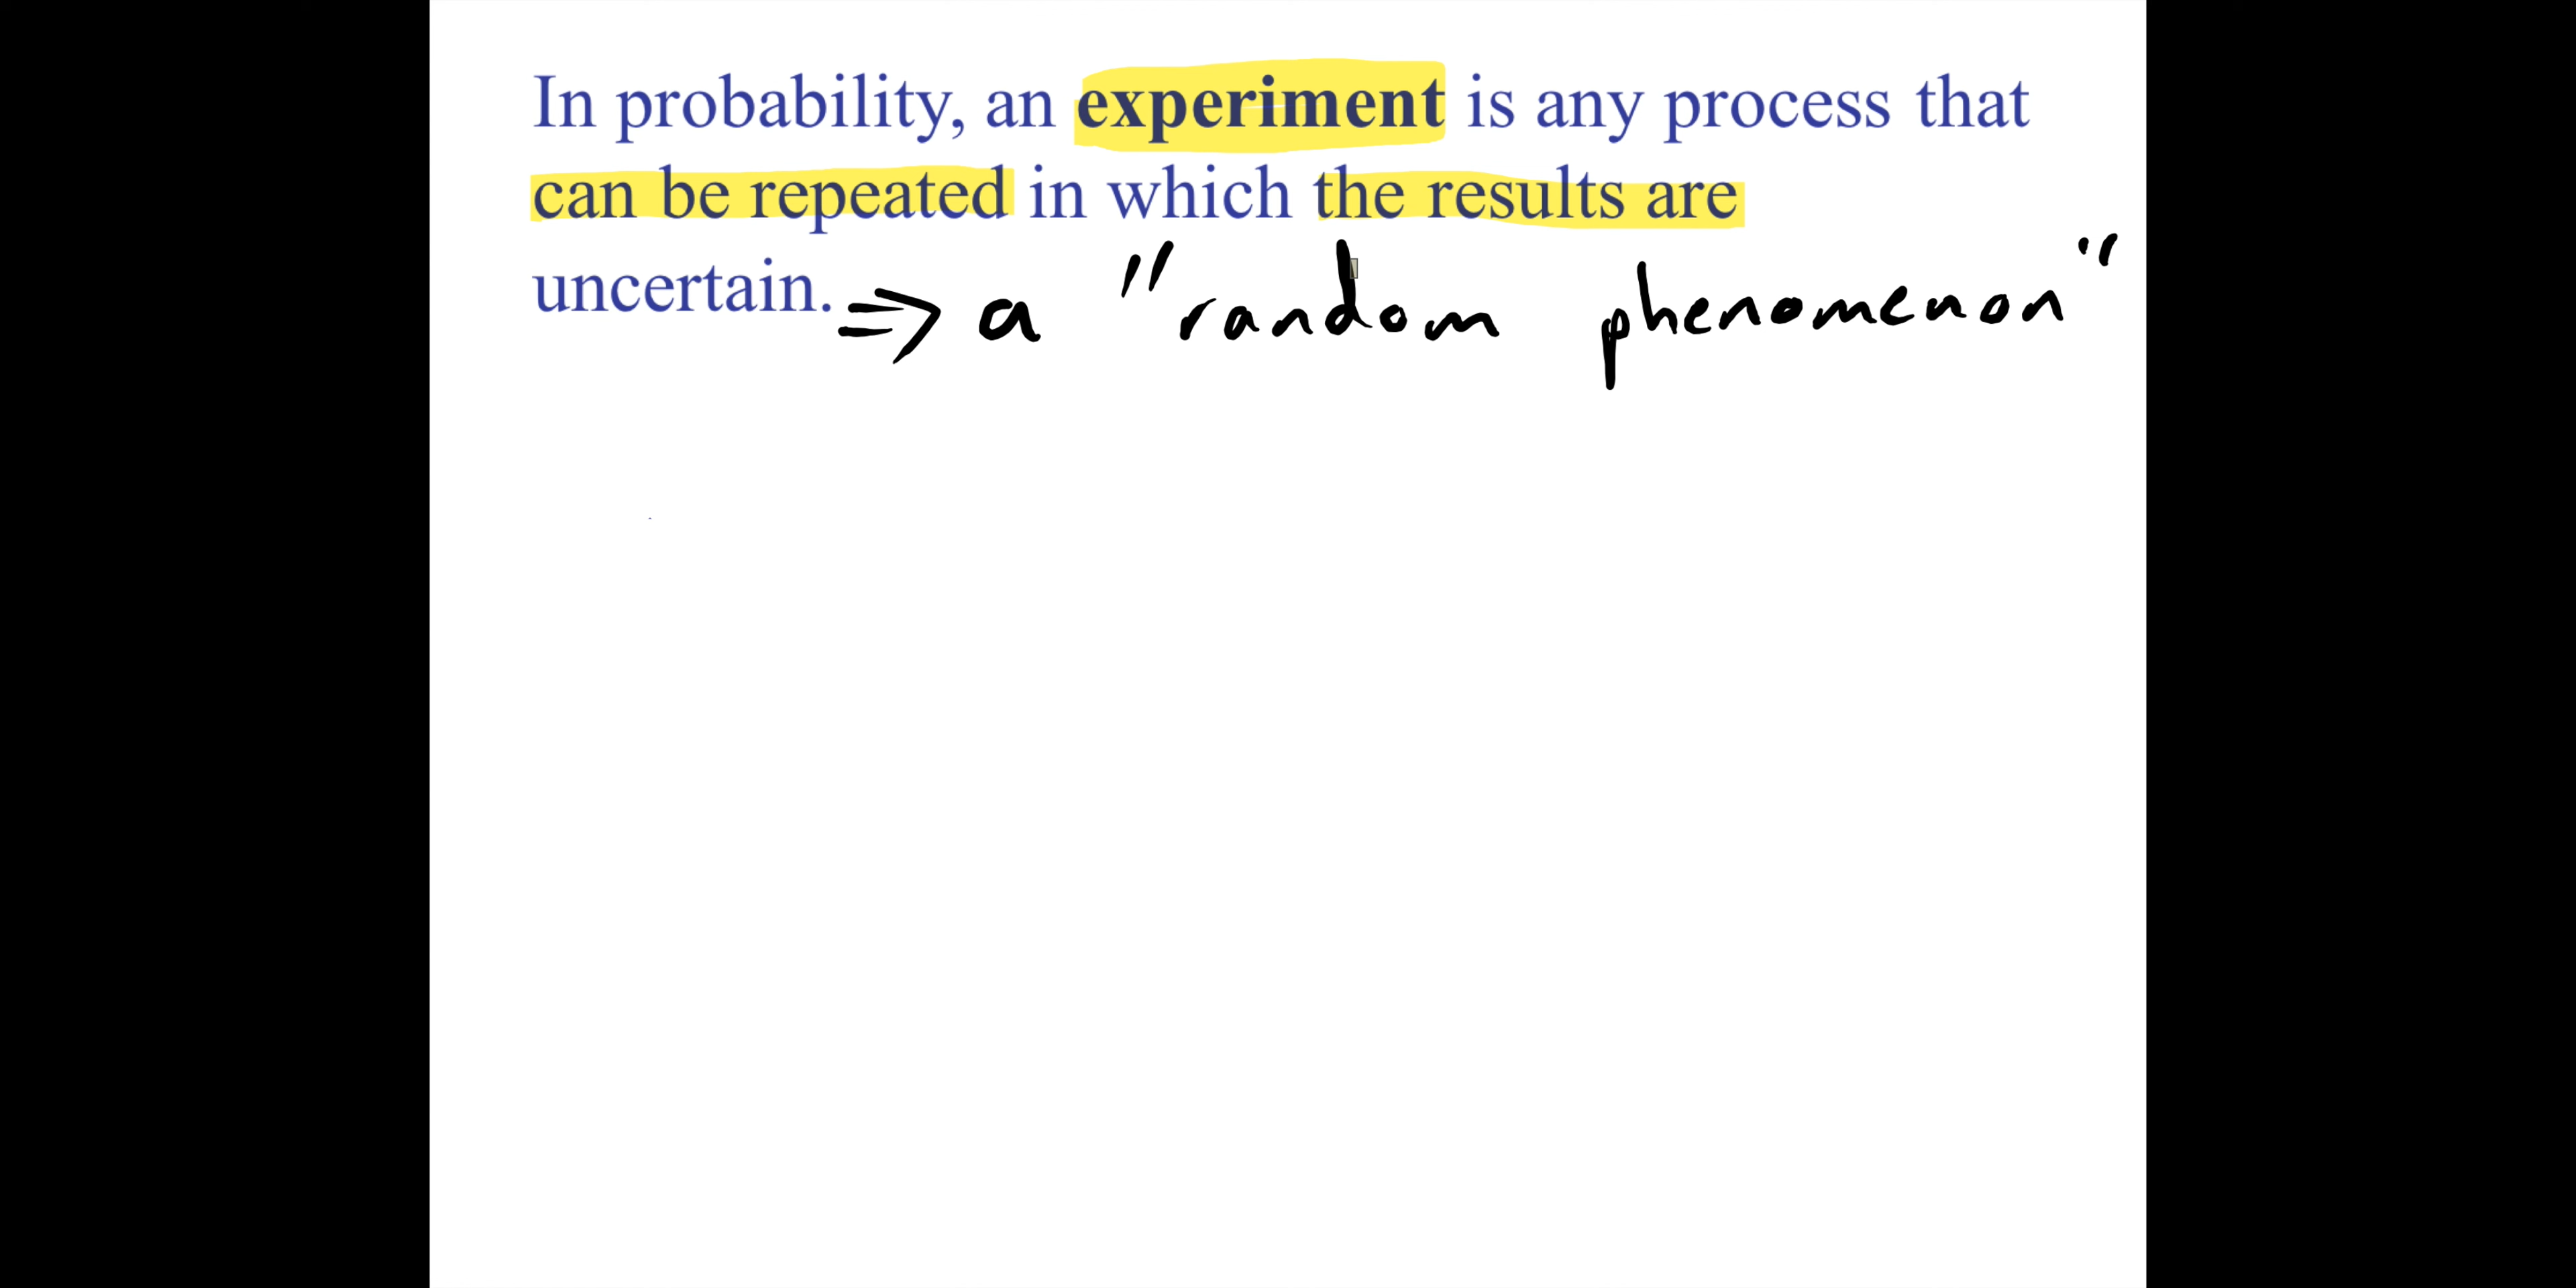 In probability, an experiment is any process that
can be repeated in which the results are
uncertain. ⇒ a "random phenomenon"